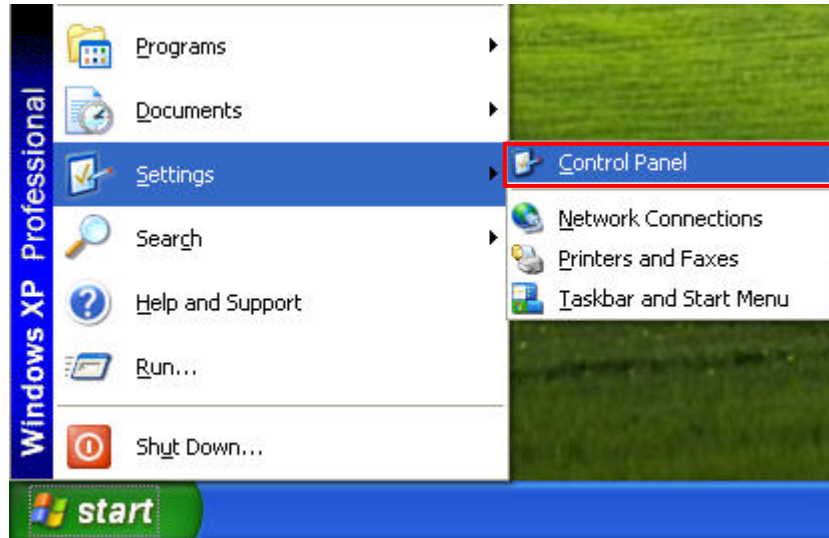 Windows XP Professional
Programs
Documents
Settings
Search
Help and Support
Run...
Shut Down...
Control Panel
Network Connections
Printers and Faxes
Taskbar and Start Menu
start